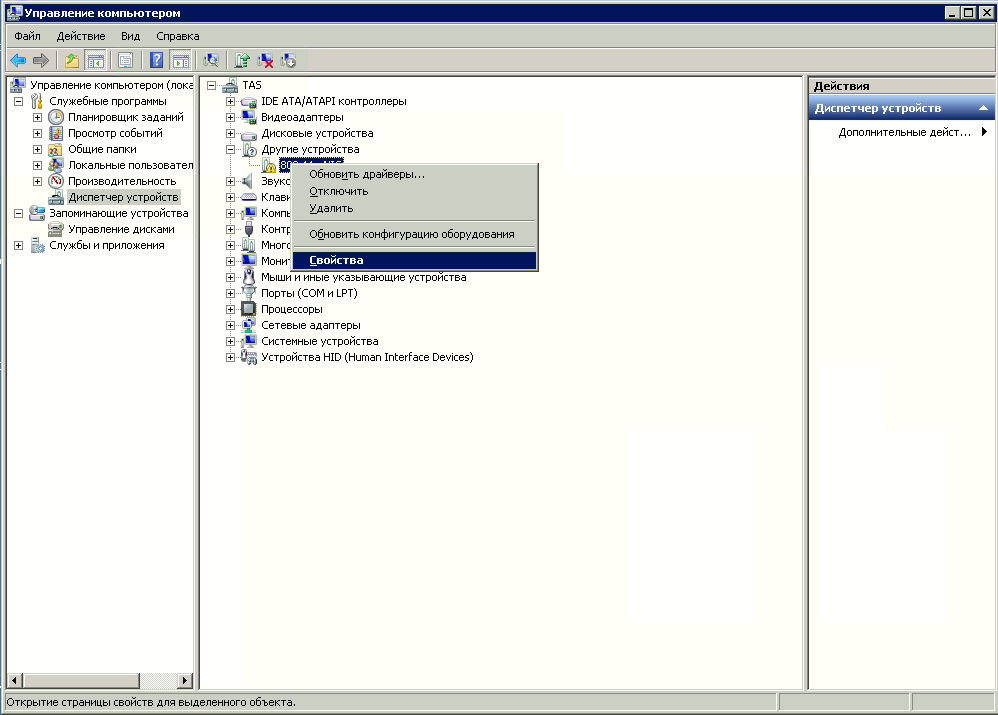 Управление компьютером
Файл Действие Вид Справка
Управление компьютером (лока
Служебные программы
Планировщик заданий
Просмотр событий
Общие папки
Локальные пользовател
Производительность
Диспетчер устройств
Запоминающие устройства
Управление дисками
Службы и приложения
TAS
IDE ATA/ATAPI контроллеры
Видеоадаптеры
Дисковые устройства
Другие устройства
Звукс
Клави
Компь
Контр
Много
Монит
Мыши и иные указывающие устройства
Порты (COM и LPT)
Процессоры
Сетевые адаптеры
Системные устройства
Устройства HID (Human Interface Devices)
Обновить драйверы...
Отключить
Удалить
Обновить конфигурацию оборудования
Свойства
Действия
Диспетчер устройств
Дополнительные дейст...
Открытие страницы свойств для выделенного объекта.